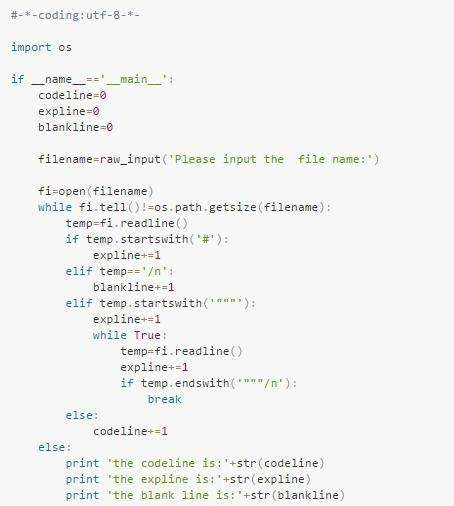 #-*-coding:utf-8-*-
import os
if __name__=='__main__':
    codeline=0
    expline=0
    blankline=0
    filename=raw_input('Please input the  file name:')
    fi=open(filename)
    while fi.tell()!=os.path.getsize(filename):
        temp=fi.readline()
        if temp.startswith('#'):
            expline+=1
        elif temp=='/n':
            blankline+=1
        elif temp.startswith('"""'):
            expline+=1
            while True:
                temp=fi.readline()
                expline+=1
                if temp.endswith('"""/n'):
                    break
        else:
            codeline+=1
    else:
        print 'the codeline is:'+str(codeline)
        print 'the expline is:'+str(expline)
        print 'the blank line is:'+str(blankline)